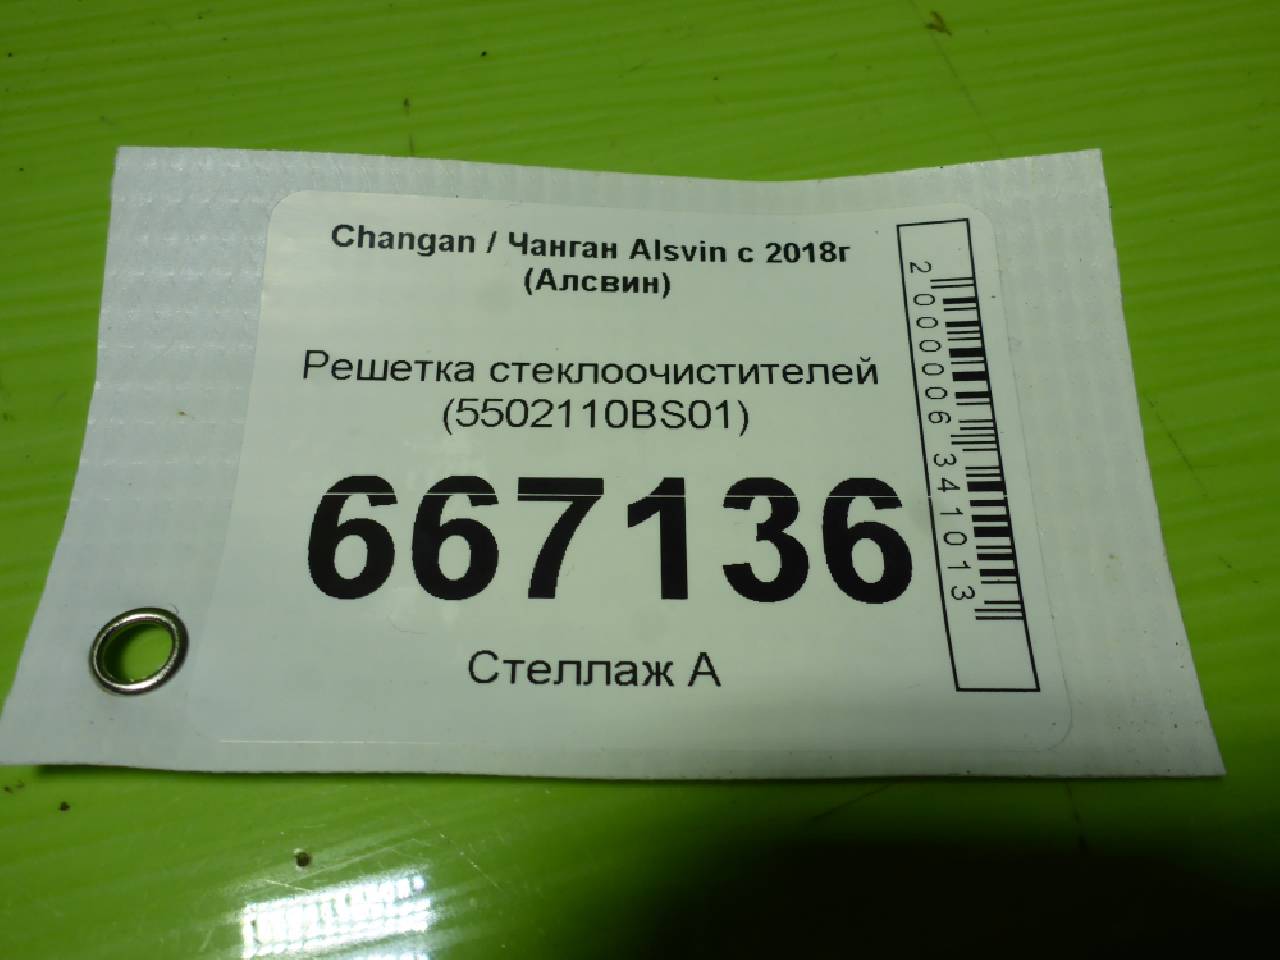 Changan / Чанган Alsvin с 2018г
(Алсвин)
Решетка стеклоочистителей
(5502110BS01)
667136
Стеллаж А
2000006341013